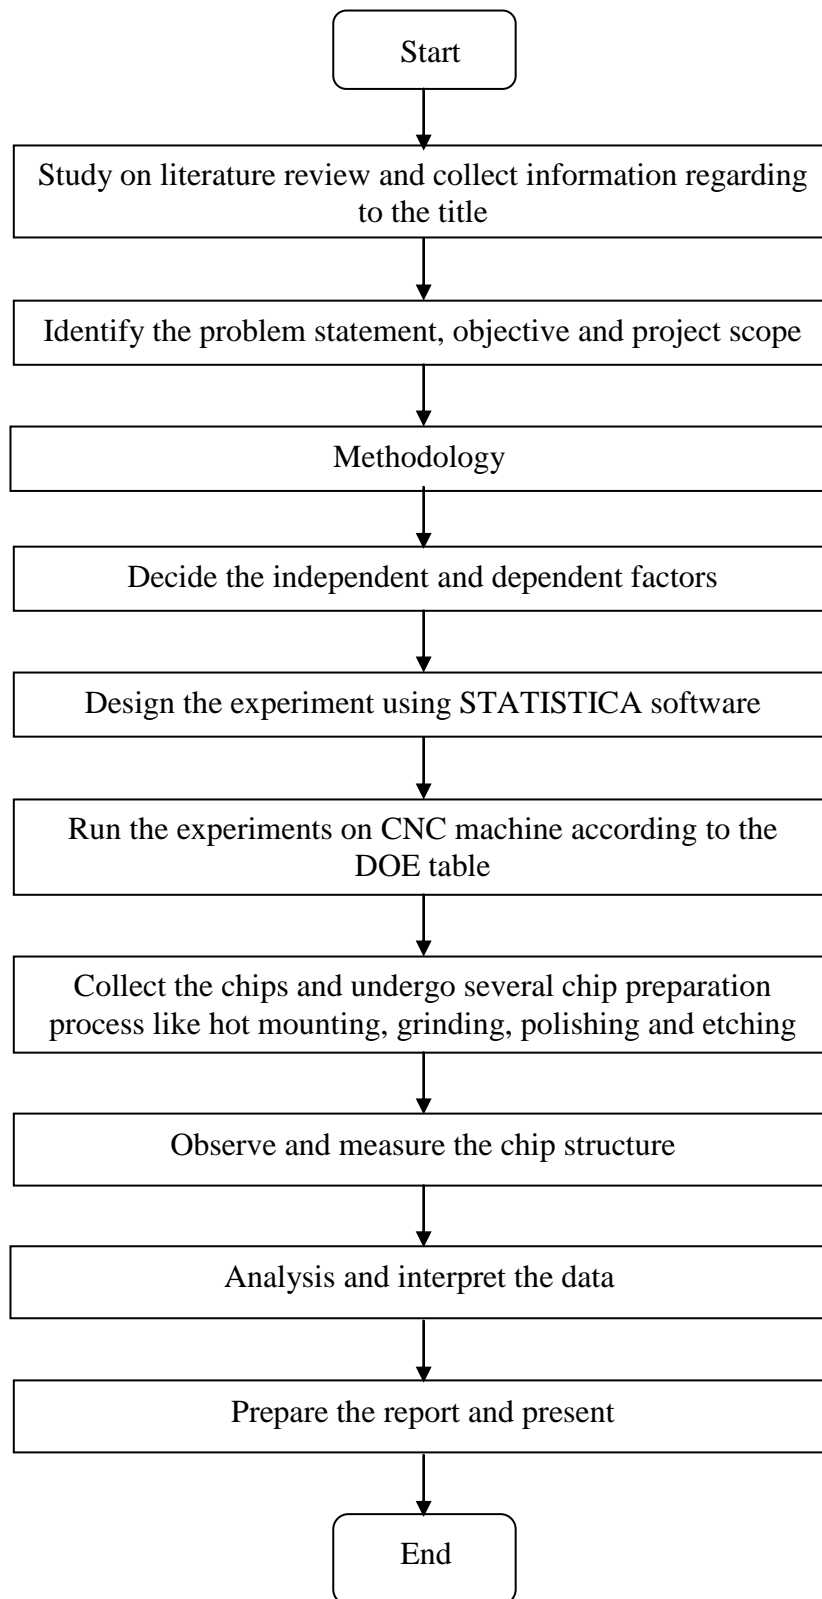 Start
Study on literature review and collect information regarding
to the title
Identify the problem statement, objective and project scope
Methodology
Decide the independent and dependent factors
Design the experiment using STATISTICA software
Run the experiments on CNC machine according to the
DOE table
Collect the chips and undergo several chip preparation
process like hot mounting, grinding, polishing and etching
Observe and measure the chip structure
Analysis and interpret the data
Prepare the report and present
End